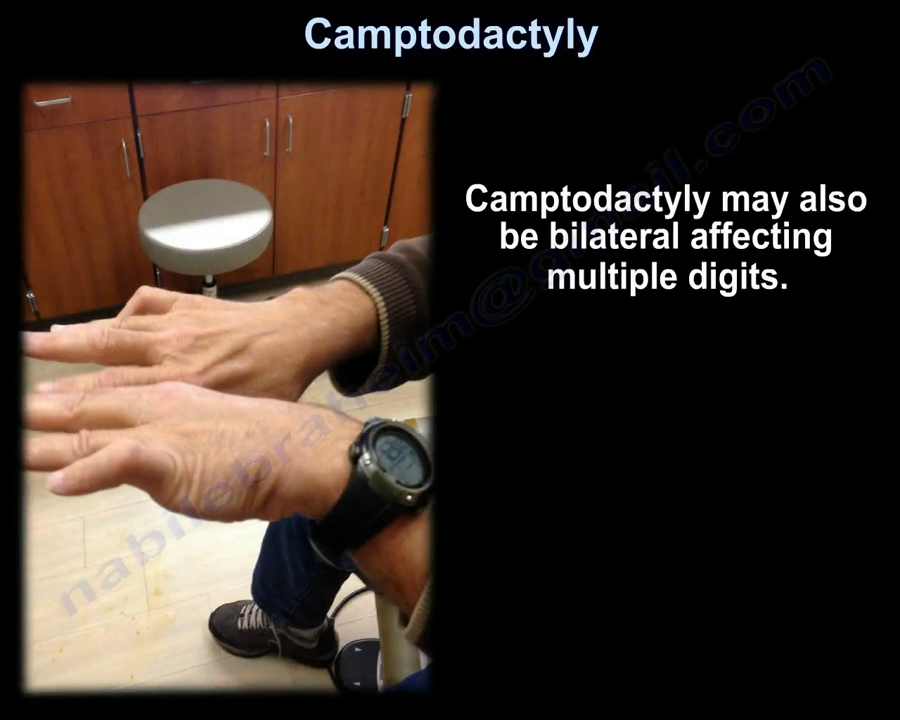 Camptodactyly
Camptodactyly may also
be bilateral affecting
multiple digits.
nabilebraheim@gmail.com